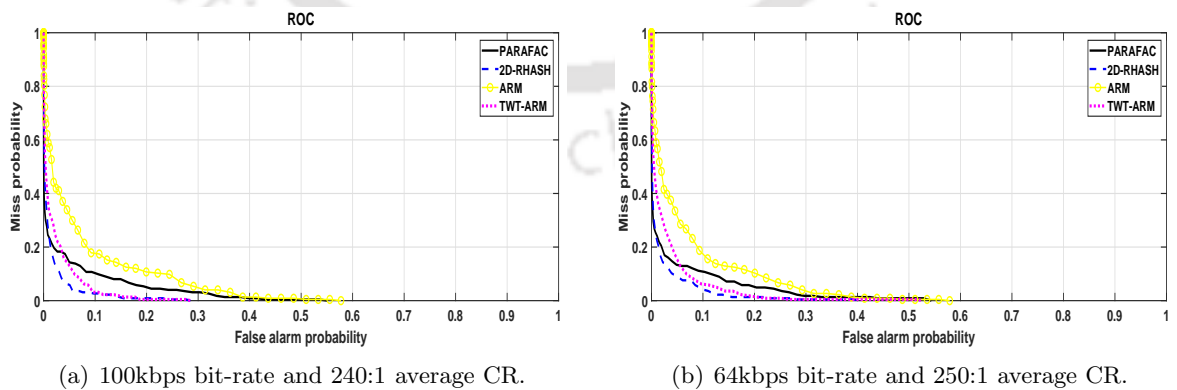 ROC
Miss probability
1
0.8
0.6
0.4
0.2
0
PARAFAC
2D-RHASH
ARM
TWT-ARM
0 0.1 0.2 0.3 0.4 0.5 0.6 0.7 0.8 0.9 1
False alarm probability
(a) 100kbps bit-rate and 240:1 average CR.
ROC
Miss probability
1
0.8
0.6
0.4
0.2
0
PARAFAC
2D-RHASH
ARM
TWT-ARM
0 0.1 0.2 0.3 0.4 0.5 0.6 0.7 0.8 0.9 1
False alarm probability
(b) 64kbps bit-rate and 250:1 average CR.